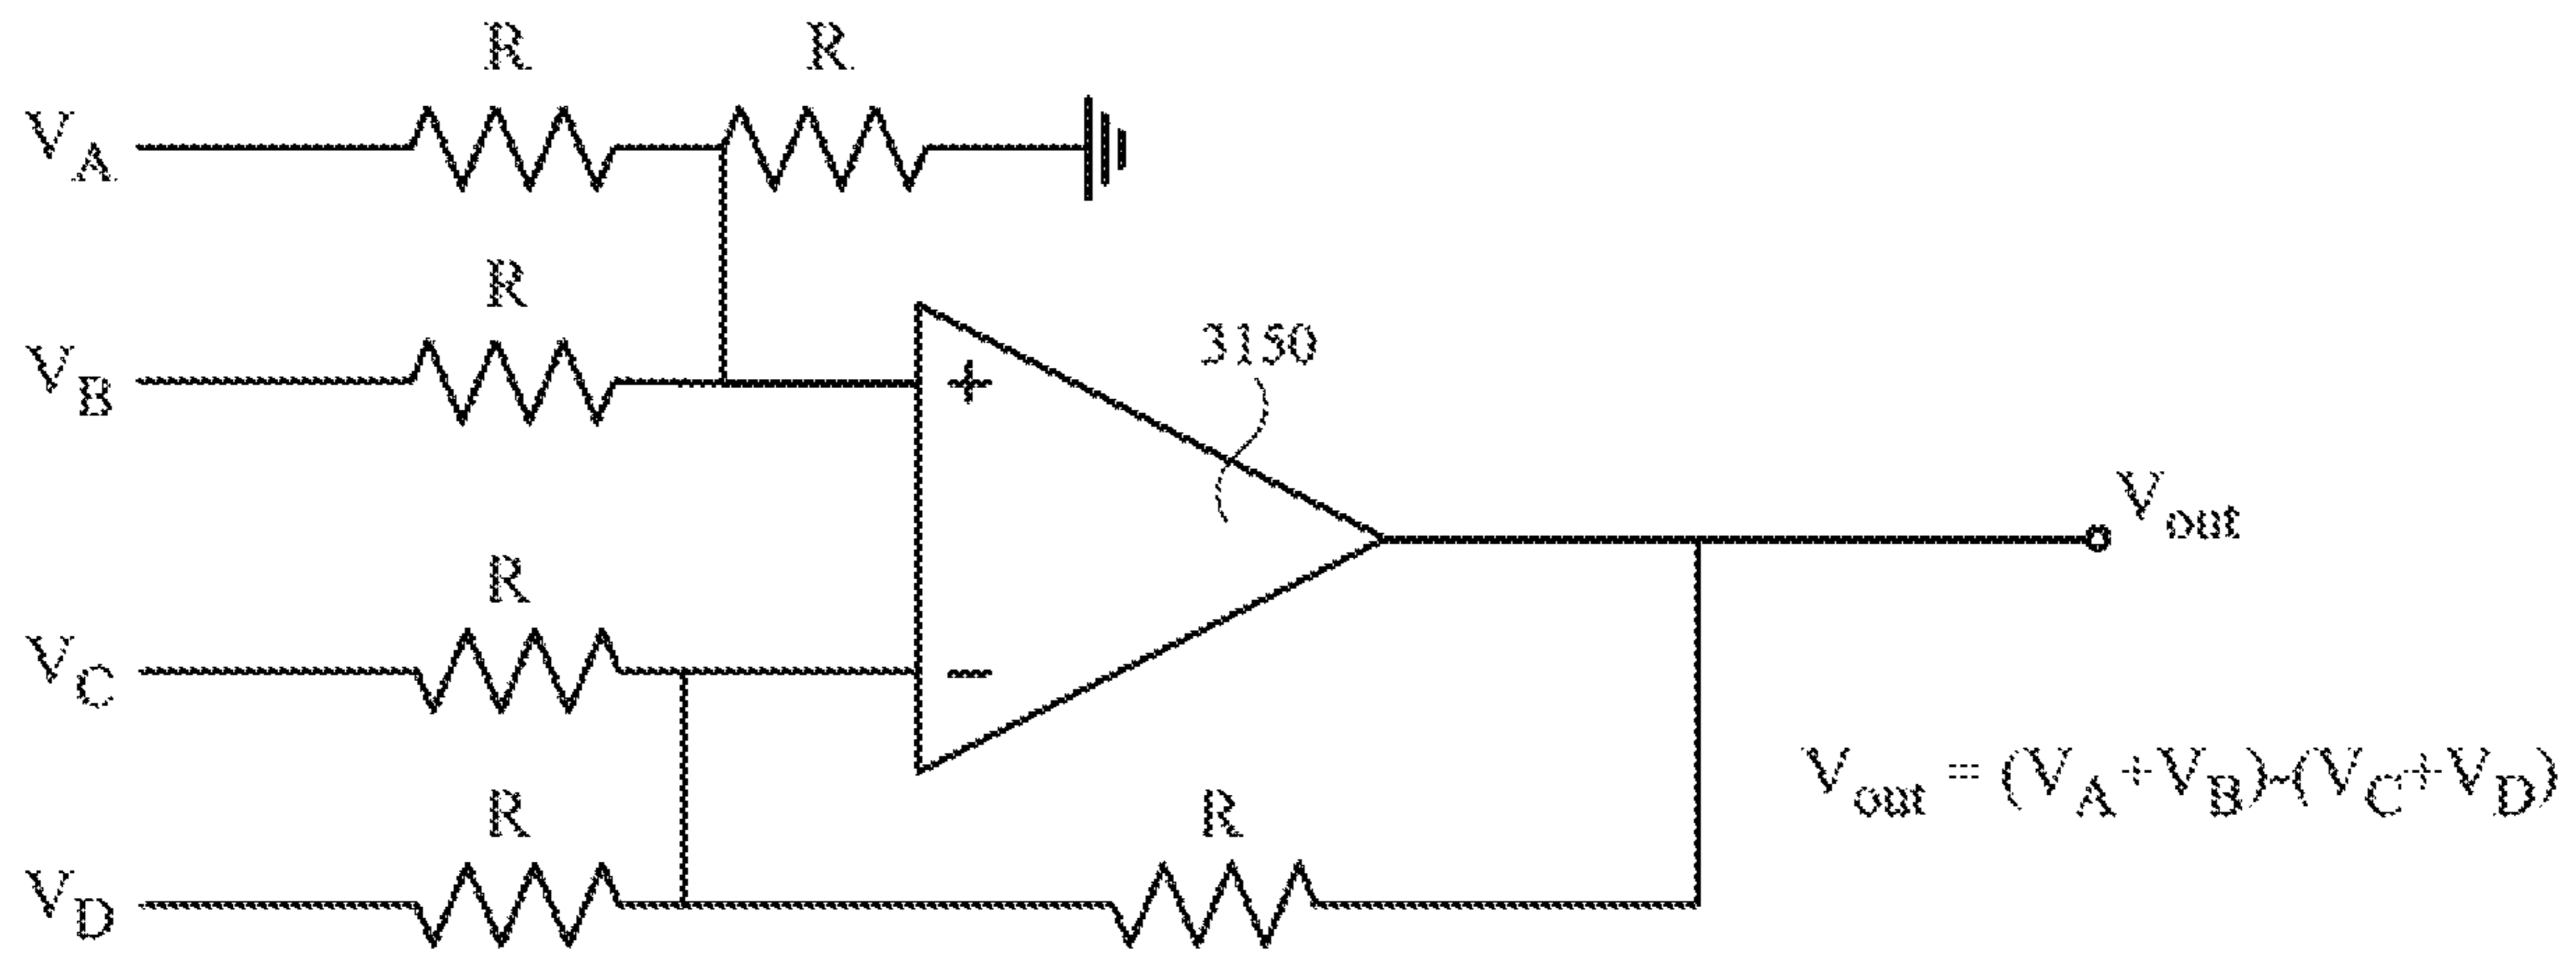 R R
V_A
R
V_B
+
3150
V_out
R
V_C
−
V_out = (V_A+V_B)-(V_C+V_D)
R R
V_D